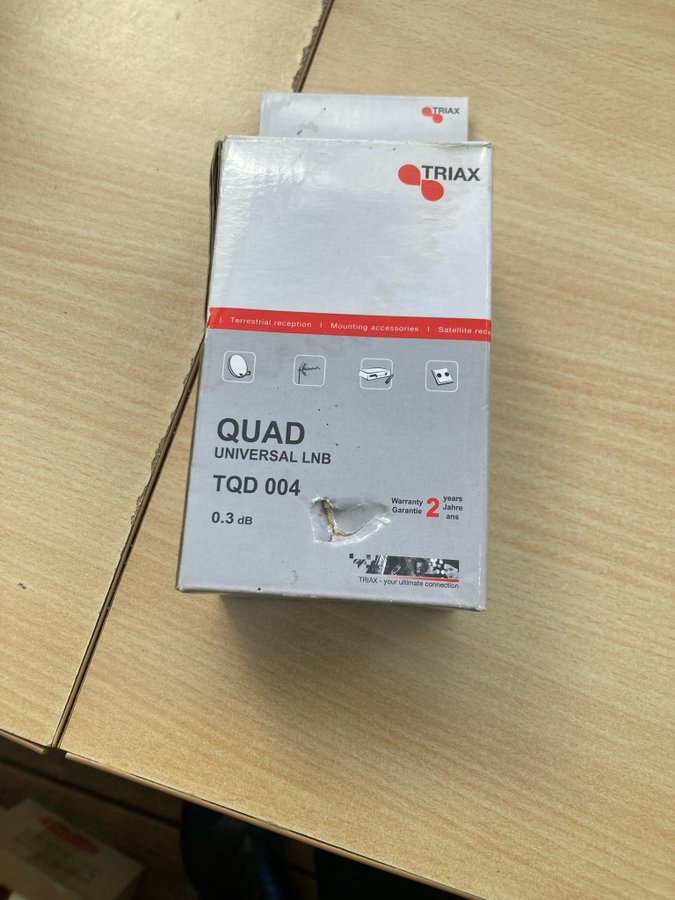 TRIAX
TRIAX
| Terrestrial reception | Mounting accessories | Satellite rece
QUAD
UNIVERSAL LNB
TQD 004
0.3 dB
Warranty
Garantie
2
years
Jahre
ans
TRIAX - your ultimate connection